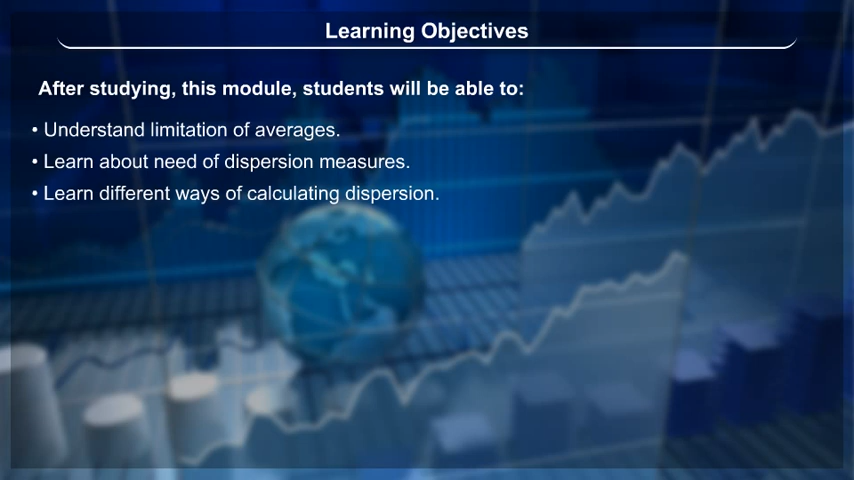 Learning Objectives
After studying, this module, students will be able to:
• Understand limitation of averages.
• Learn about need of dispersion measures.
• Learn different ways of calculating dispersion.